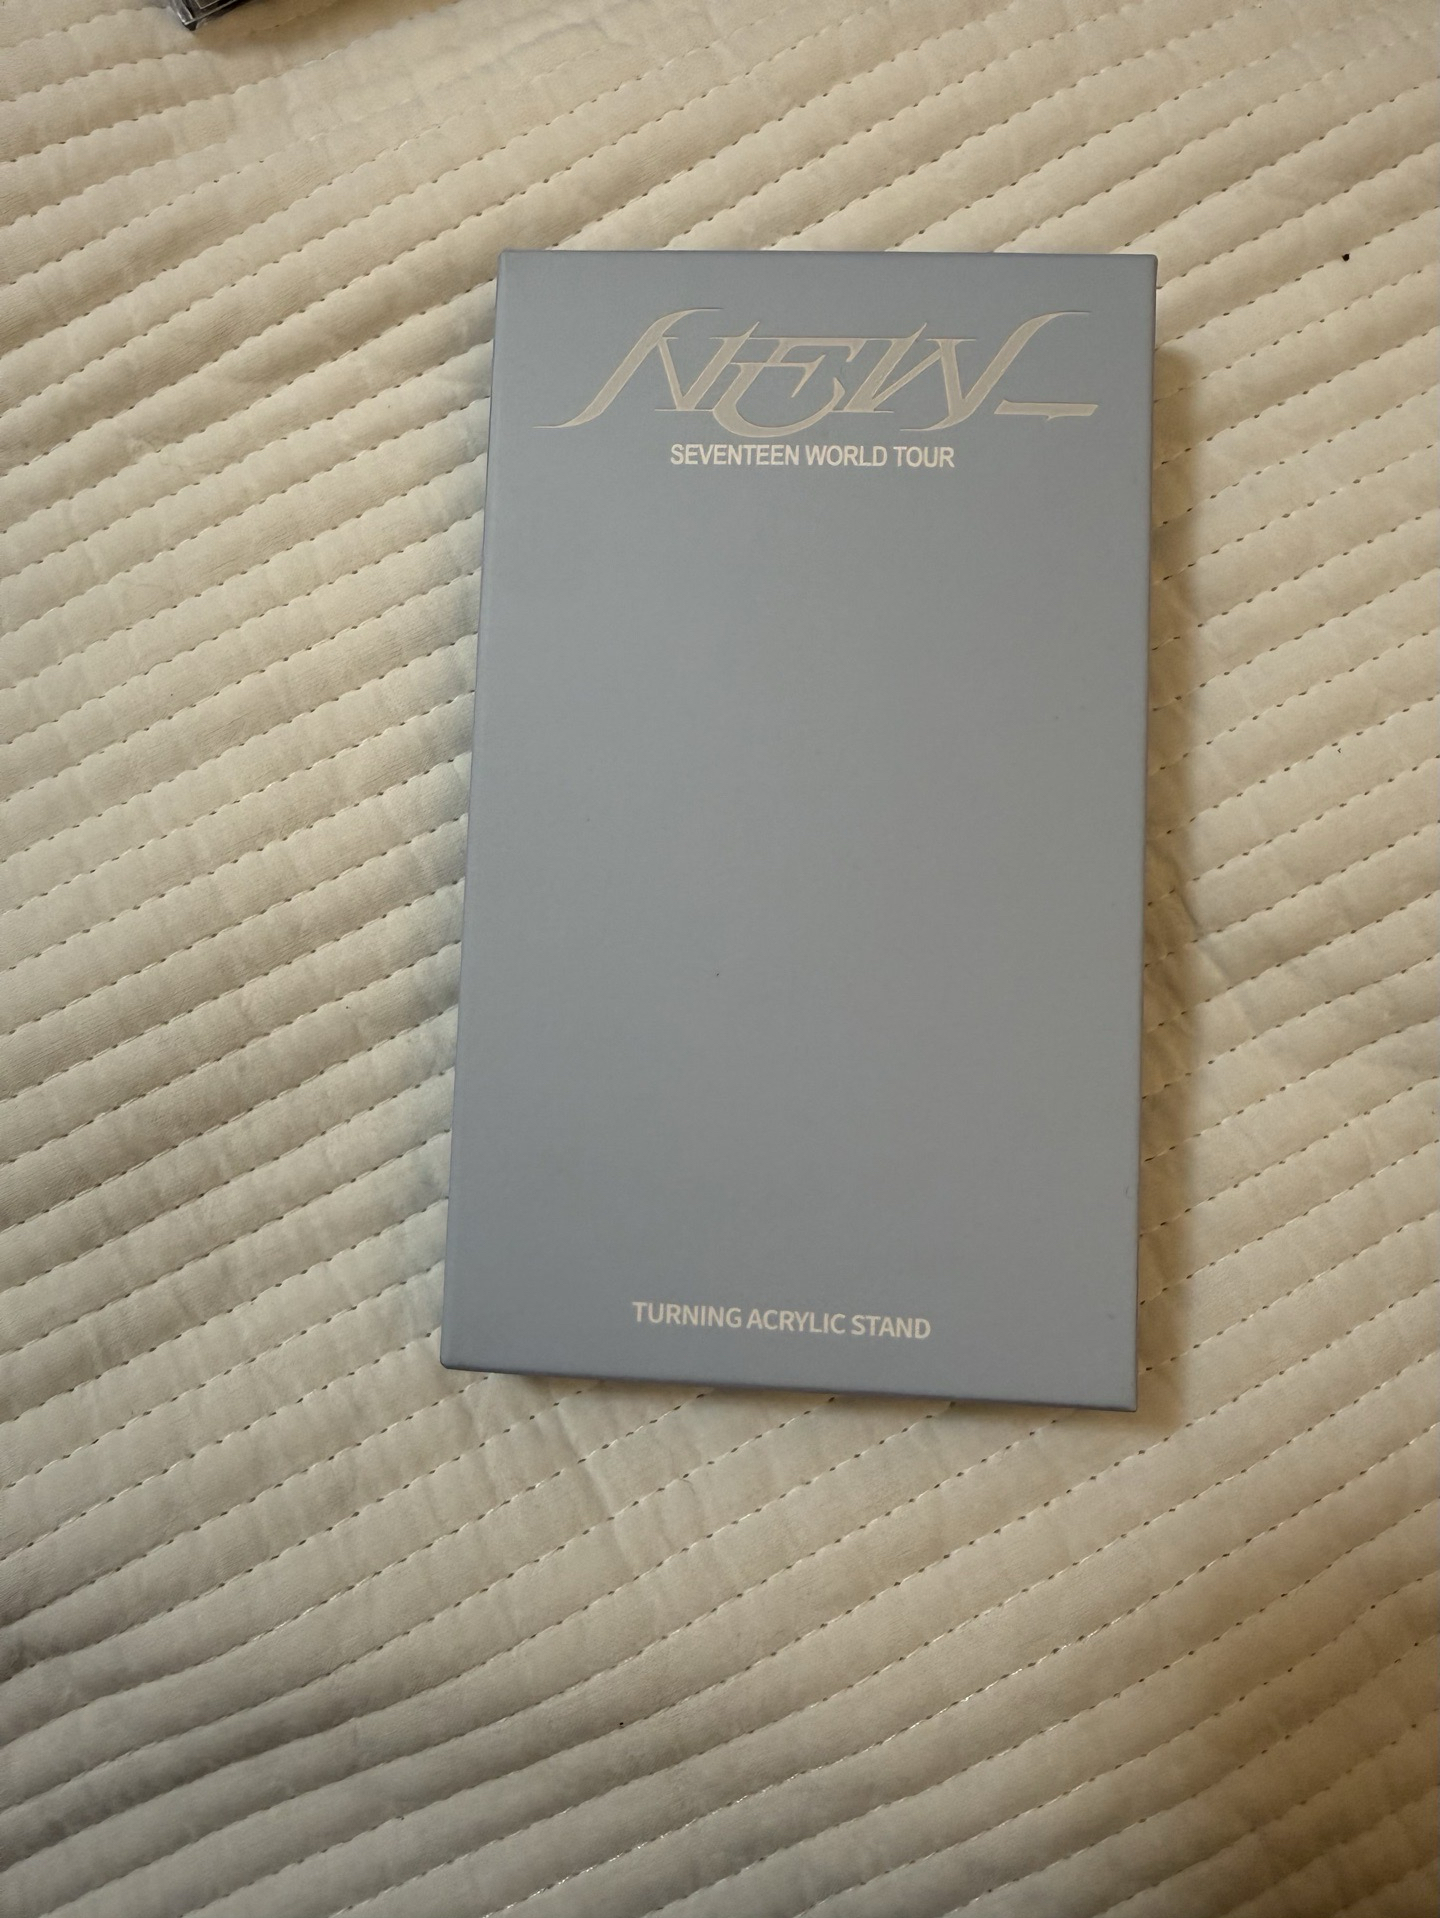 NEW_
SEVENTEEN WORLD TOUR
TURNING ACRYLIC STAND